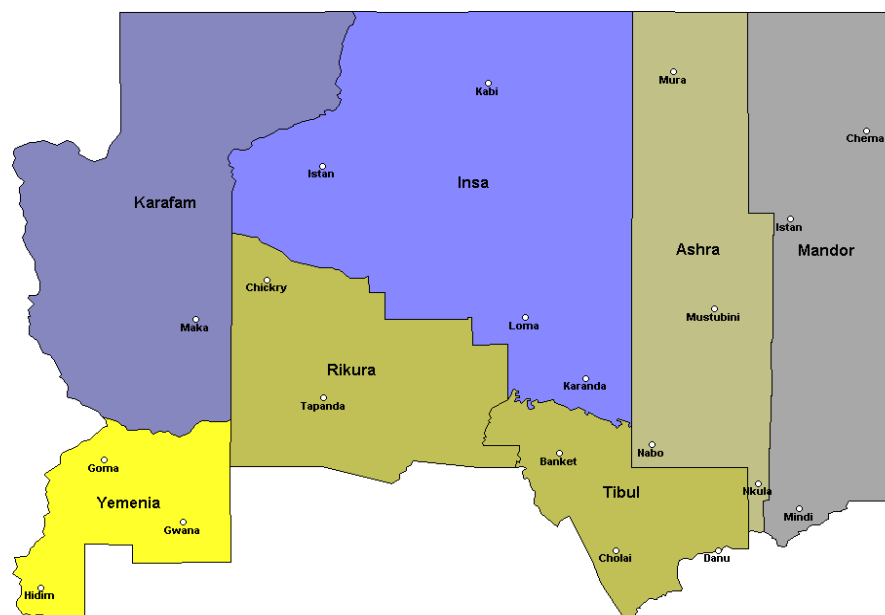 Mura
Kabi
Chema
Istan
Insa
Karafam
Istan
Ashra
Mandor
Chickry
Mustubini
Maka
Loma
Rikura
Karanda
Tapanda
Nabo
Goma
Banket
Nkula
Tibul
Yemenia
Mindi
Gwana
Cholai
Danu
Hidim